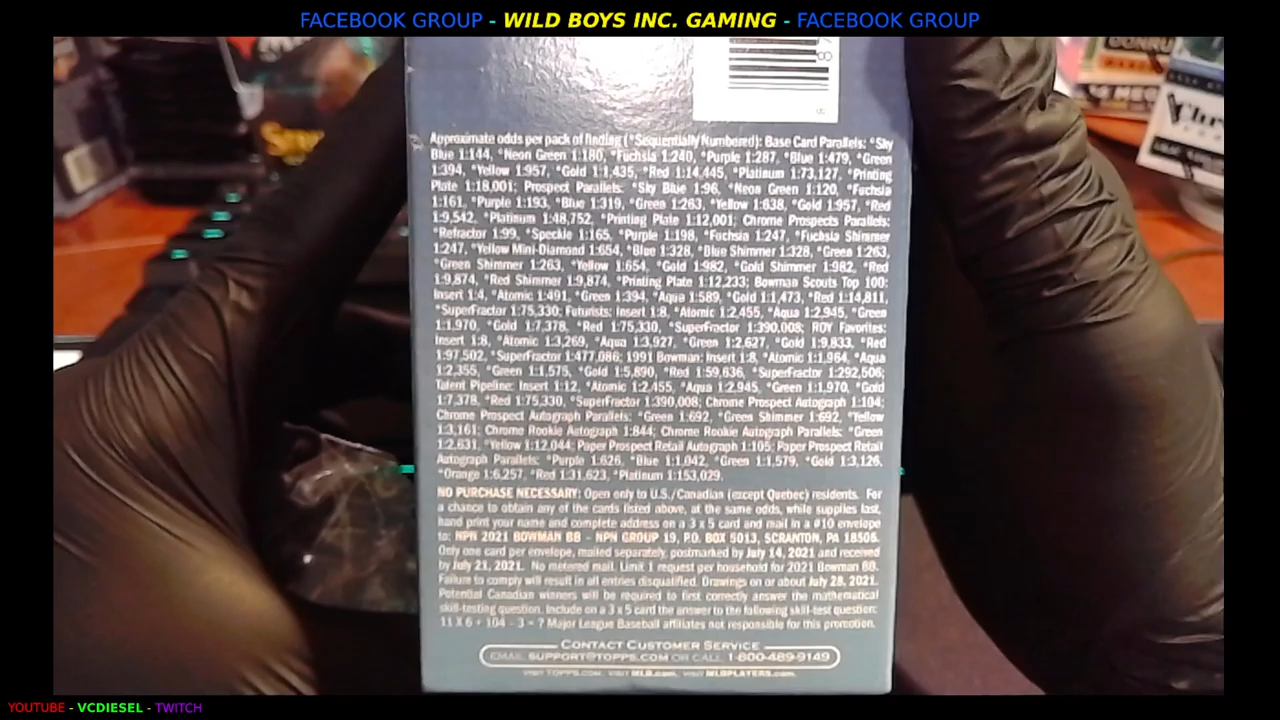 FACEBOOK GROUP - WILD BOYS INC. GAMING - FACEBOOK GROUP
Approximate odds per pack of finding (*Sequentially Numbered): Base Card Parallels: *Sky
Blue 1:144, *Neon Green 1:180, *Fuchsia 1:240, *Purple 1:287, *Blue 1:479, *Green
1:394, *Yellow 1:957, *Gold 1:1,435, *Red 1:14,445, *Platinum 1:73,127, *Printing
Plate 1:18,001; Prospect Parallels: *Sky Blue 1:96, *Neon Green 1:120, *Fuchsia
1:161, *Purple 1:193, *Blue 1:319, *Green 1:263, *Yellow 1:638, *Gold 1:957, *Red
1:9,542, *Platinum 1:48,752, *Printing Plate 1:12,001; Chrome Prospects Parallels:
*Refractor 1:99, *Speckle 1:165, *Purple 1:198, *Fuchsia 1:247, *Fuchsia Shimmer
1:247, *Yellow Mini-Diamond 1:654, *Blue 1:328, *Blue Shimmer 1:328, *Green 1:263,
*Green Shimmer 1:263, *Yellow 1:654, *Gold 1:982, *Gold Shimmer 1:982, *Red
1:9,874, *Red Shimmer 1:9,874, *Printing Plate 1:12,233; Bowman Scouts Top 100:
Insert 1:4, *Atomic 1:491, *Green 1:394, *Aqua 1:589, *Gold 1:1,473, *Red 1:14,811,
*SuperFractor 1:75,330; Futurists: Insert 1:8, *Atomic 1:2,455, *Aqua 1:2,945, *Green
1:1,970, *Gold 1:7,378, *Red 1:75,330, *SuperFractor 1:390,008; ROY Favorites:
Insert 1:8, *Atomic 1:3,269, *Aqua 1:3,927, *Green 1:2,627, *Gold 1:9,833, *Red
1:97,502, *SuperFractor 1:477,086; 1991 Bowman: Insert 1:8, *Atomic 1:1,964, *Aqua
1:2,355, *Green 1:1,575, *Gold 1:5,890, *Red 1:59,636, *SuperFractor 1:292,506;
Talent Pipeline: Insert 1:12, *Atomic 1:2,455, *Aqua 1:2,945, *Green 1:1,970, *Gold
1:7,378, *Red 1:75,330, *SuperFractor 1:390,008; Chrome Prospect Autograph 1:104;
Chrome Prospect Autograph Parallels: *Green 1:692, *Green Shimmer 1:692, *Yellow
1:3,161; Chrome Rookie Autograph 1:844; Chrome Rookie Autograph Parallels: *Green
1:2,631, *Yellow 1:12,044; Paper Prospect Retail Autograph 1:105; Paper Prospect Retail
Autograph Parallels: *Purple 1:626, *Blue 1:1,042, *Green 1:1,579, *Gold 1:3,126,
*Orange 1:6,257, *Red 1:31,623, *Platinum 1:153,029.
NO PURCHASE NECESSARY: Open only to U.S./Canadian (except Quebec) residents. For
a chance to obtain any of the cards listed above, at the same odds, while supplies last,
hand print your name and complete address on a 3 x 5 card and mail in a #10 envelope
to: NPN 2021 BOWMAN BB - NPN GROUP 19, P.O. BOX 5013, SCRANTON, PA 18505.
Only one card per envelope, mailed separately, postmarked by July 14, 2021 and received
by July 21, 2021. No metered mail. Limit 1 request per household for 2021 Bowman BB.
Failure to comply will result in all entries disqualified. Drawings on or about July 28, 2021.
Potential Canadian winners will be required to first correctly answer the mathematical
skill-testing question. Include on a 3 x 5 card the answer to the following skill-test question:
11 X 6 + 104 - 3 = ? Major League Baseball affiliates not responsible for this promotion.
CONTACT CUSTOMER SERVICE
EMAIL SUPPORT@TOPPS.COM OR CALL 1-800-489-9149
VISIT TOPPS.COM, VISIT MLB.com, VISIT MLBPLAYERS.com.
YOUTUBE - VCDIESEL - TWITCH